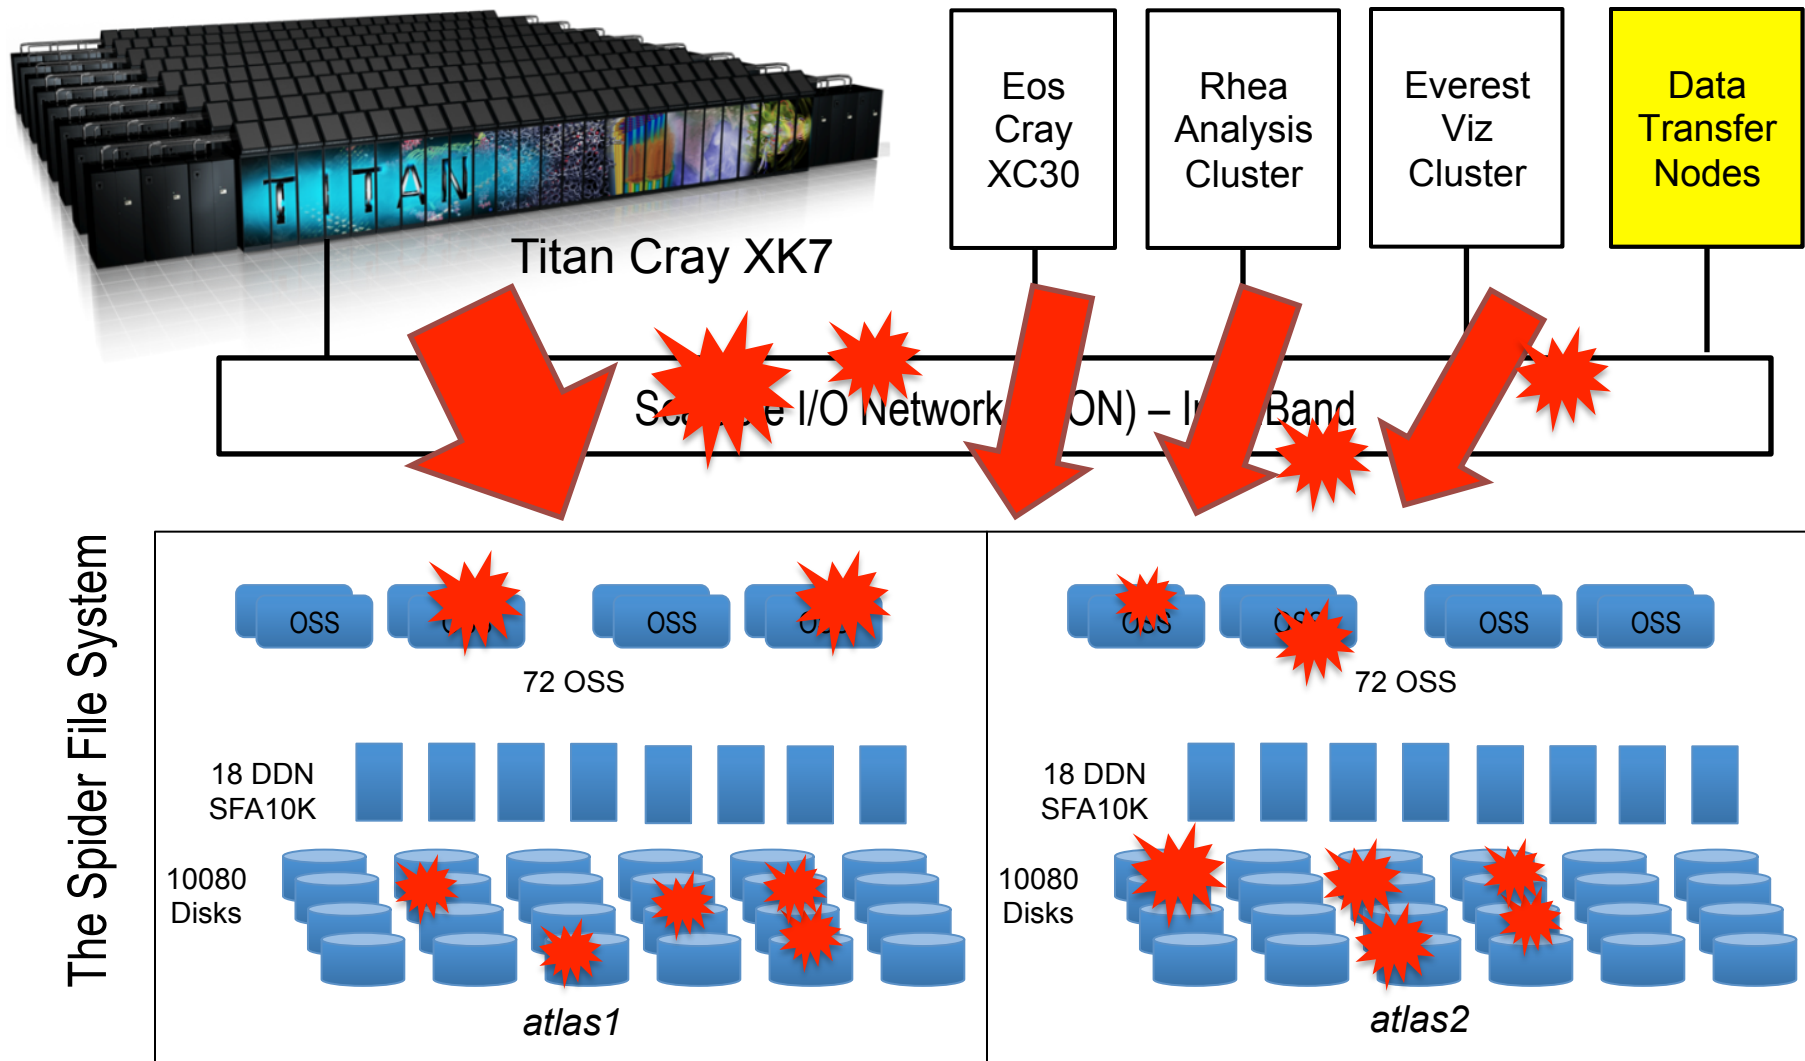 TITAN
Titan Cray XK7
Eos
Cray
XC30
Rhea
Analysis
Cluster
Everest
Viz
Cluster
Data
Transfer
Nodes
I/O Network – Band
The Spider File System
OSS
OSS
OSS
72 OSS
18 DDN
SFA10K
10080
Disks
atlas1
OSS
OSS
OSS
72 OSS
18 DDN
SFA10K
10080
Disks
atlas2